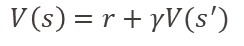 V(s) = r + γV(s′)